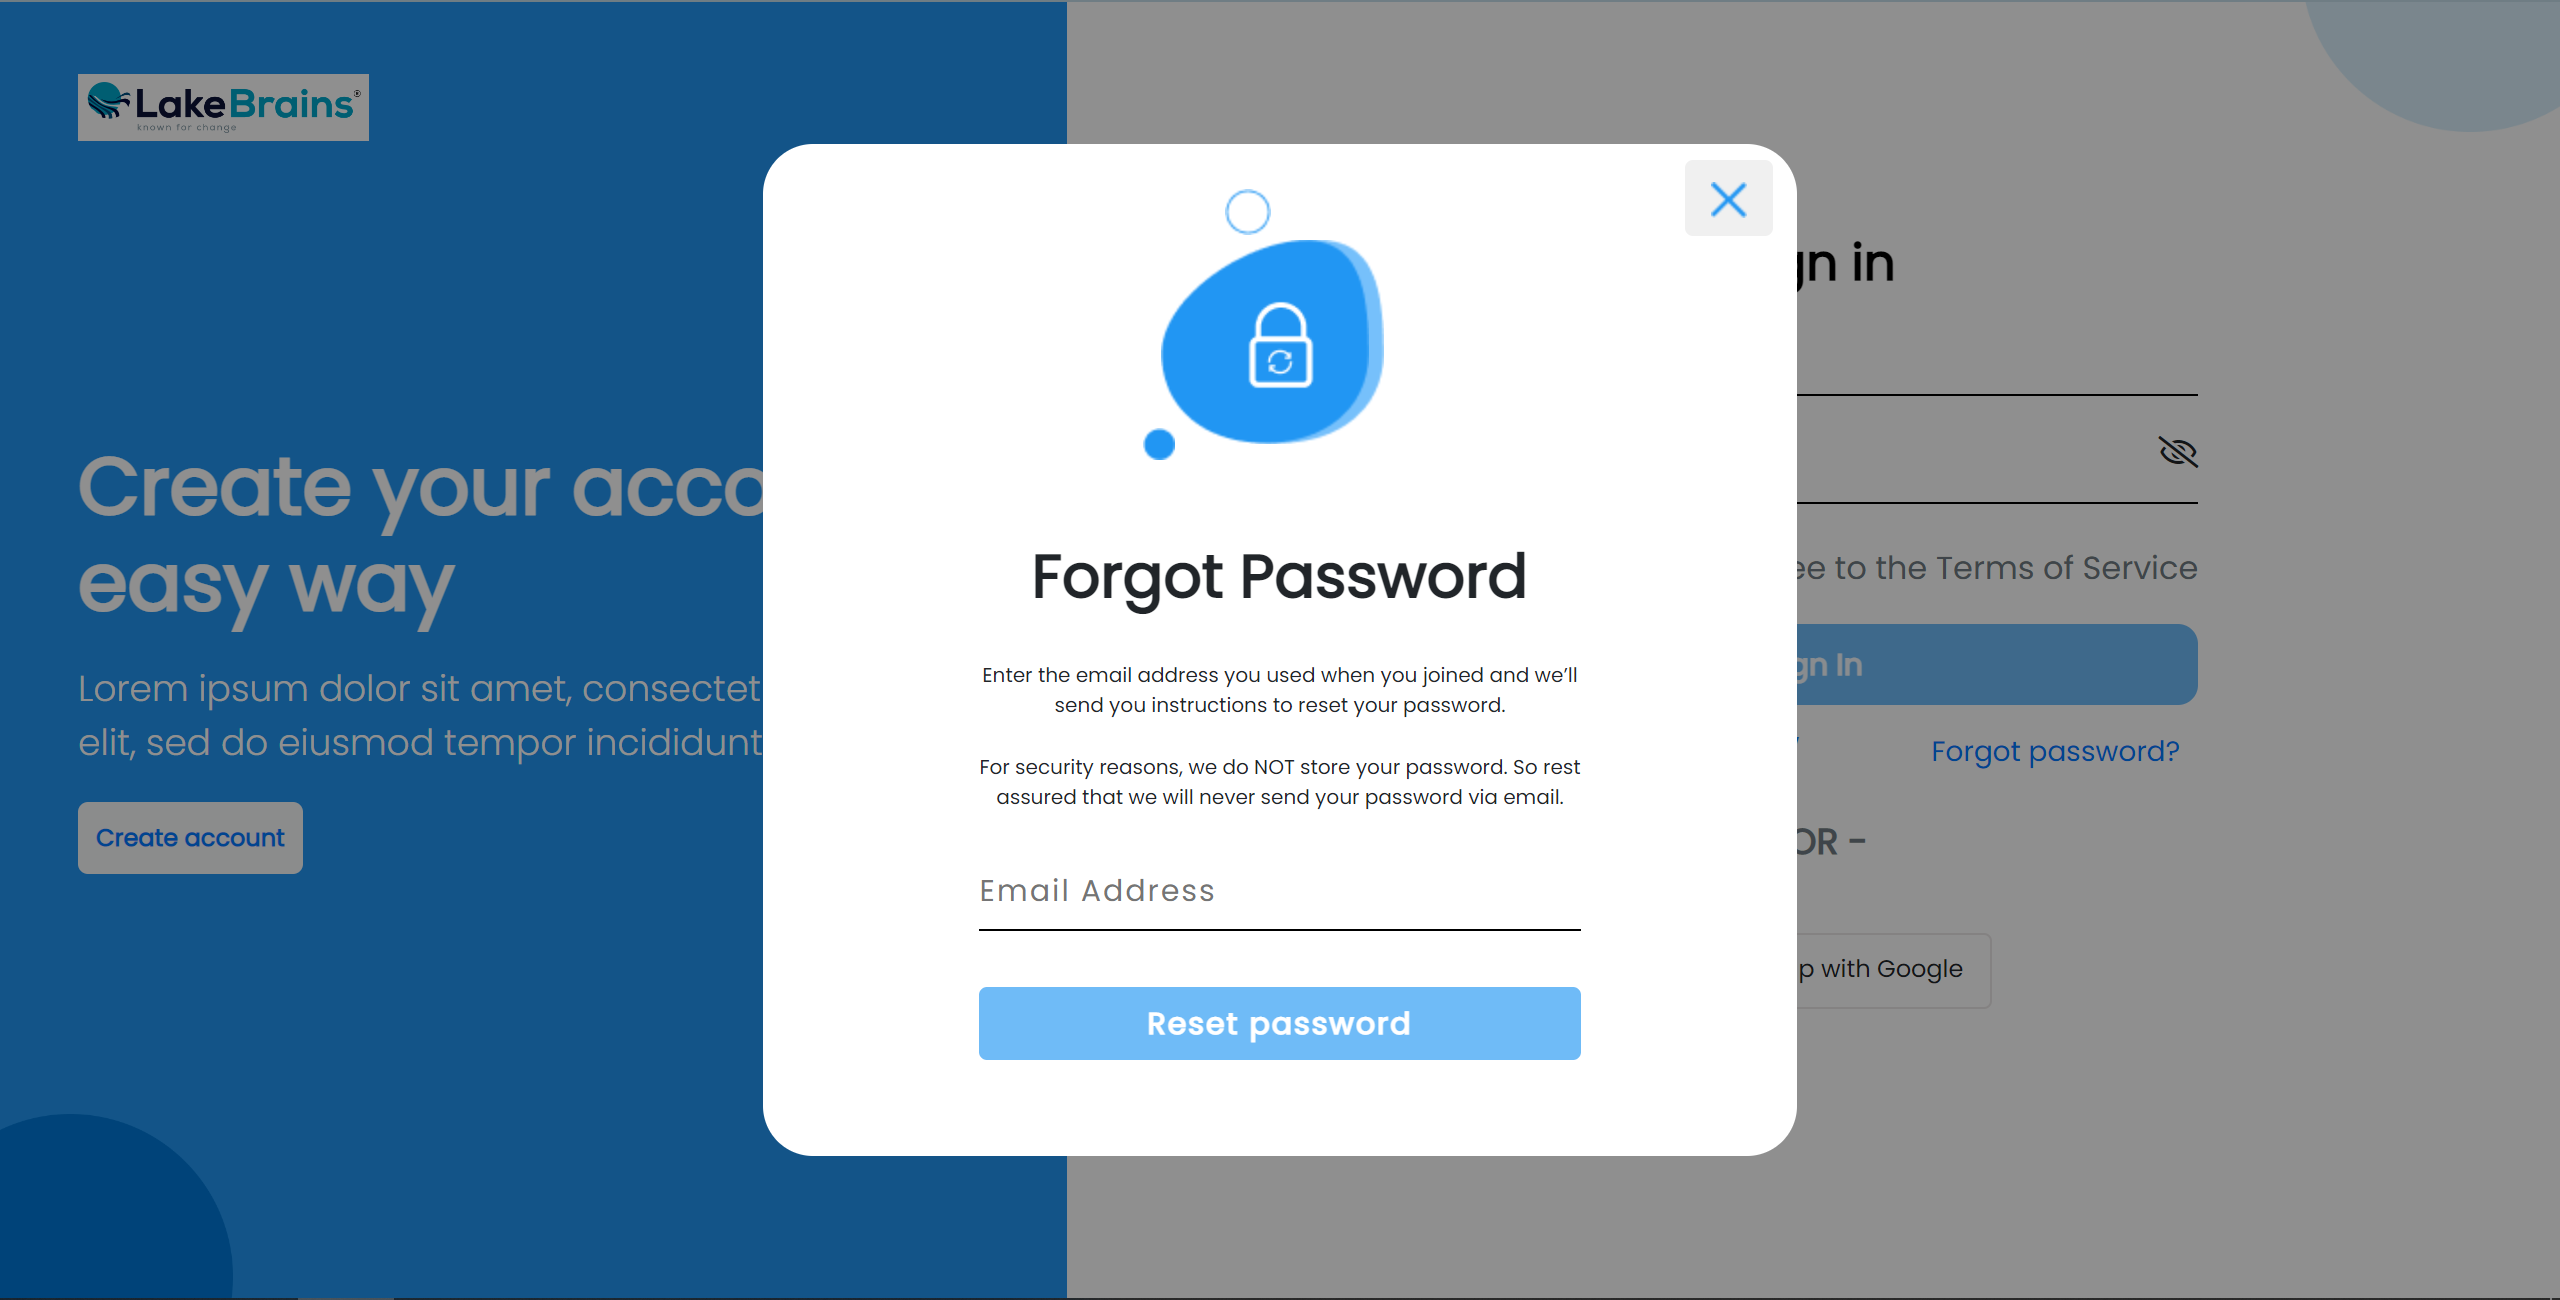 LakeBrains®
known for change
Create your acco
easy way
Lorem ipsum dolor sit amet, consectet
elit, sed do eiusmod tempor incididunt
Create account
Forgot Password
Enter the email address you used when you joined and we’ll
send you instructions to reset your password.
For security reasons, we do NOT store your password. So rest
assured that we will never send your password via email.
Email Address
Reset password
gn in
ee to the Terms of Service
gn In
Forgot password?
OR -
p with Google